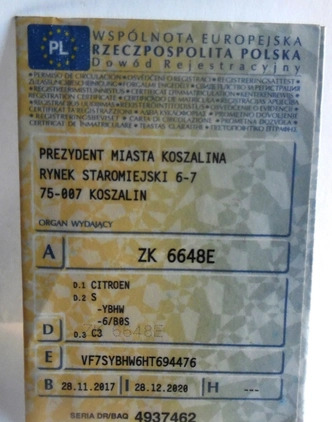 PL
WSPÓLNOTA EUROPEJSKA
RZECZPOSPOLITA POLSKA
Dowód Rejestracyjny
PREZYDENT MIASTA KOSZALINA
RYNEK STAROMIEJSKI 6-7
75-007 KOSZALIN
ORGAN WYDAJĄCY
A ZK 6648E
D.1 CITROEN
D.2 S
-YBHW
-6/B0S
D D.3 C3
E VF7SYBHW6HT694476
B 28.11.2017 I 28.12.2020 H ---
SERIA DR/BAQ 4937462